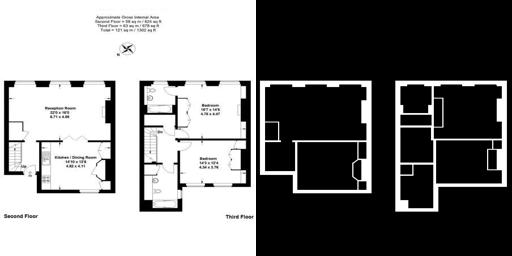 Approximate Gross Internal Area
Second Floor = 58 sq m / 625 sq ft
Third Floor = 63 sq m / 678 sq ft
Total = 121 sq m / 1302 sq ft
N
Reception Room
22'0 x 16'0
6.71 x 4.88
Bedroom
15'7 x 14'8
4.75 x 4.47
Dn
Kitchen / Dining Room
14'10 x 13'6
4.52 x 4.11
Bedroom
14'3 x 12'4
4.34 x 3.76
Up
Second Floor
Third Floor